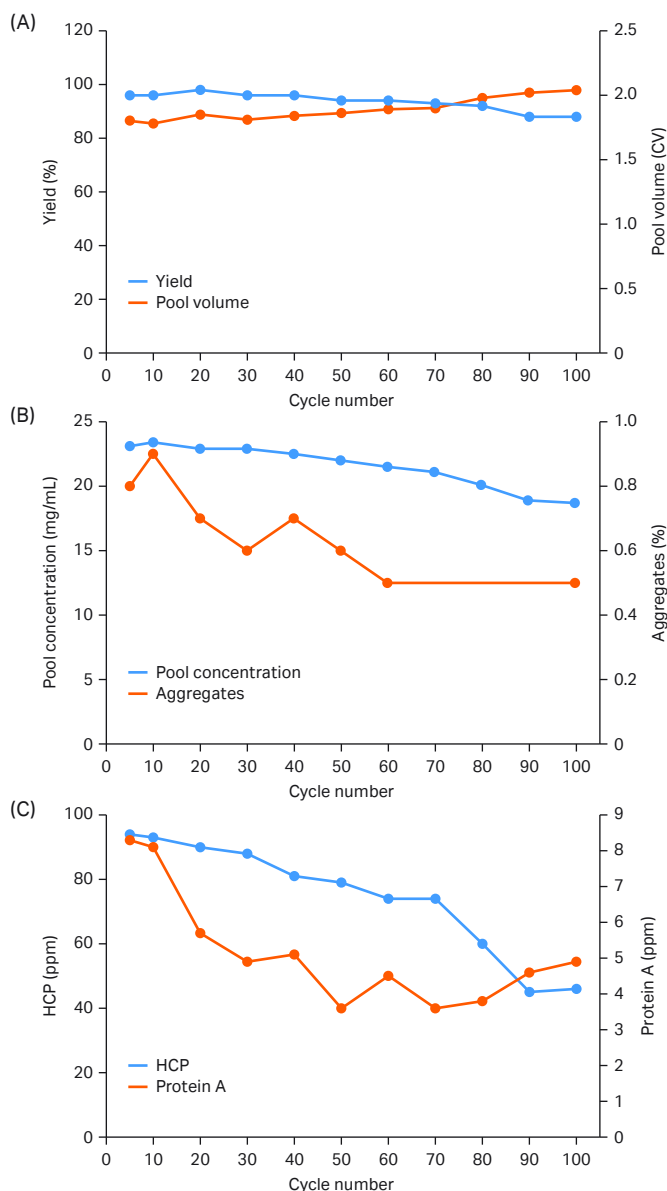 (A)
120
100
80
60
40
20
0
Yield (%)
2.5
2.0
1.5
1.0
0.5
0
Pool volume (CV)
Yield
Pool volume
0 10 20 30 40 50 60 70 80 90 100
Cycle number
(B)
25
20
15
10
5
0
Pool concentration (mg/mL)
1.0
0.8
0.6
0.4
0.2
0
Aggregates (%)
Pool concentration
Aggregates
0 10 20 30 40 50 60 70 80 90 100
Cycle number
(C)
100
80
60
40
20
0
HCP (ppm)
9
8
7
6
5
4
3
2
1
0
Protein A (ppm)
HCP
Protein A
0 10 20 30 40 50 60 70 80 90 100
Cycle number